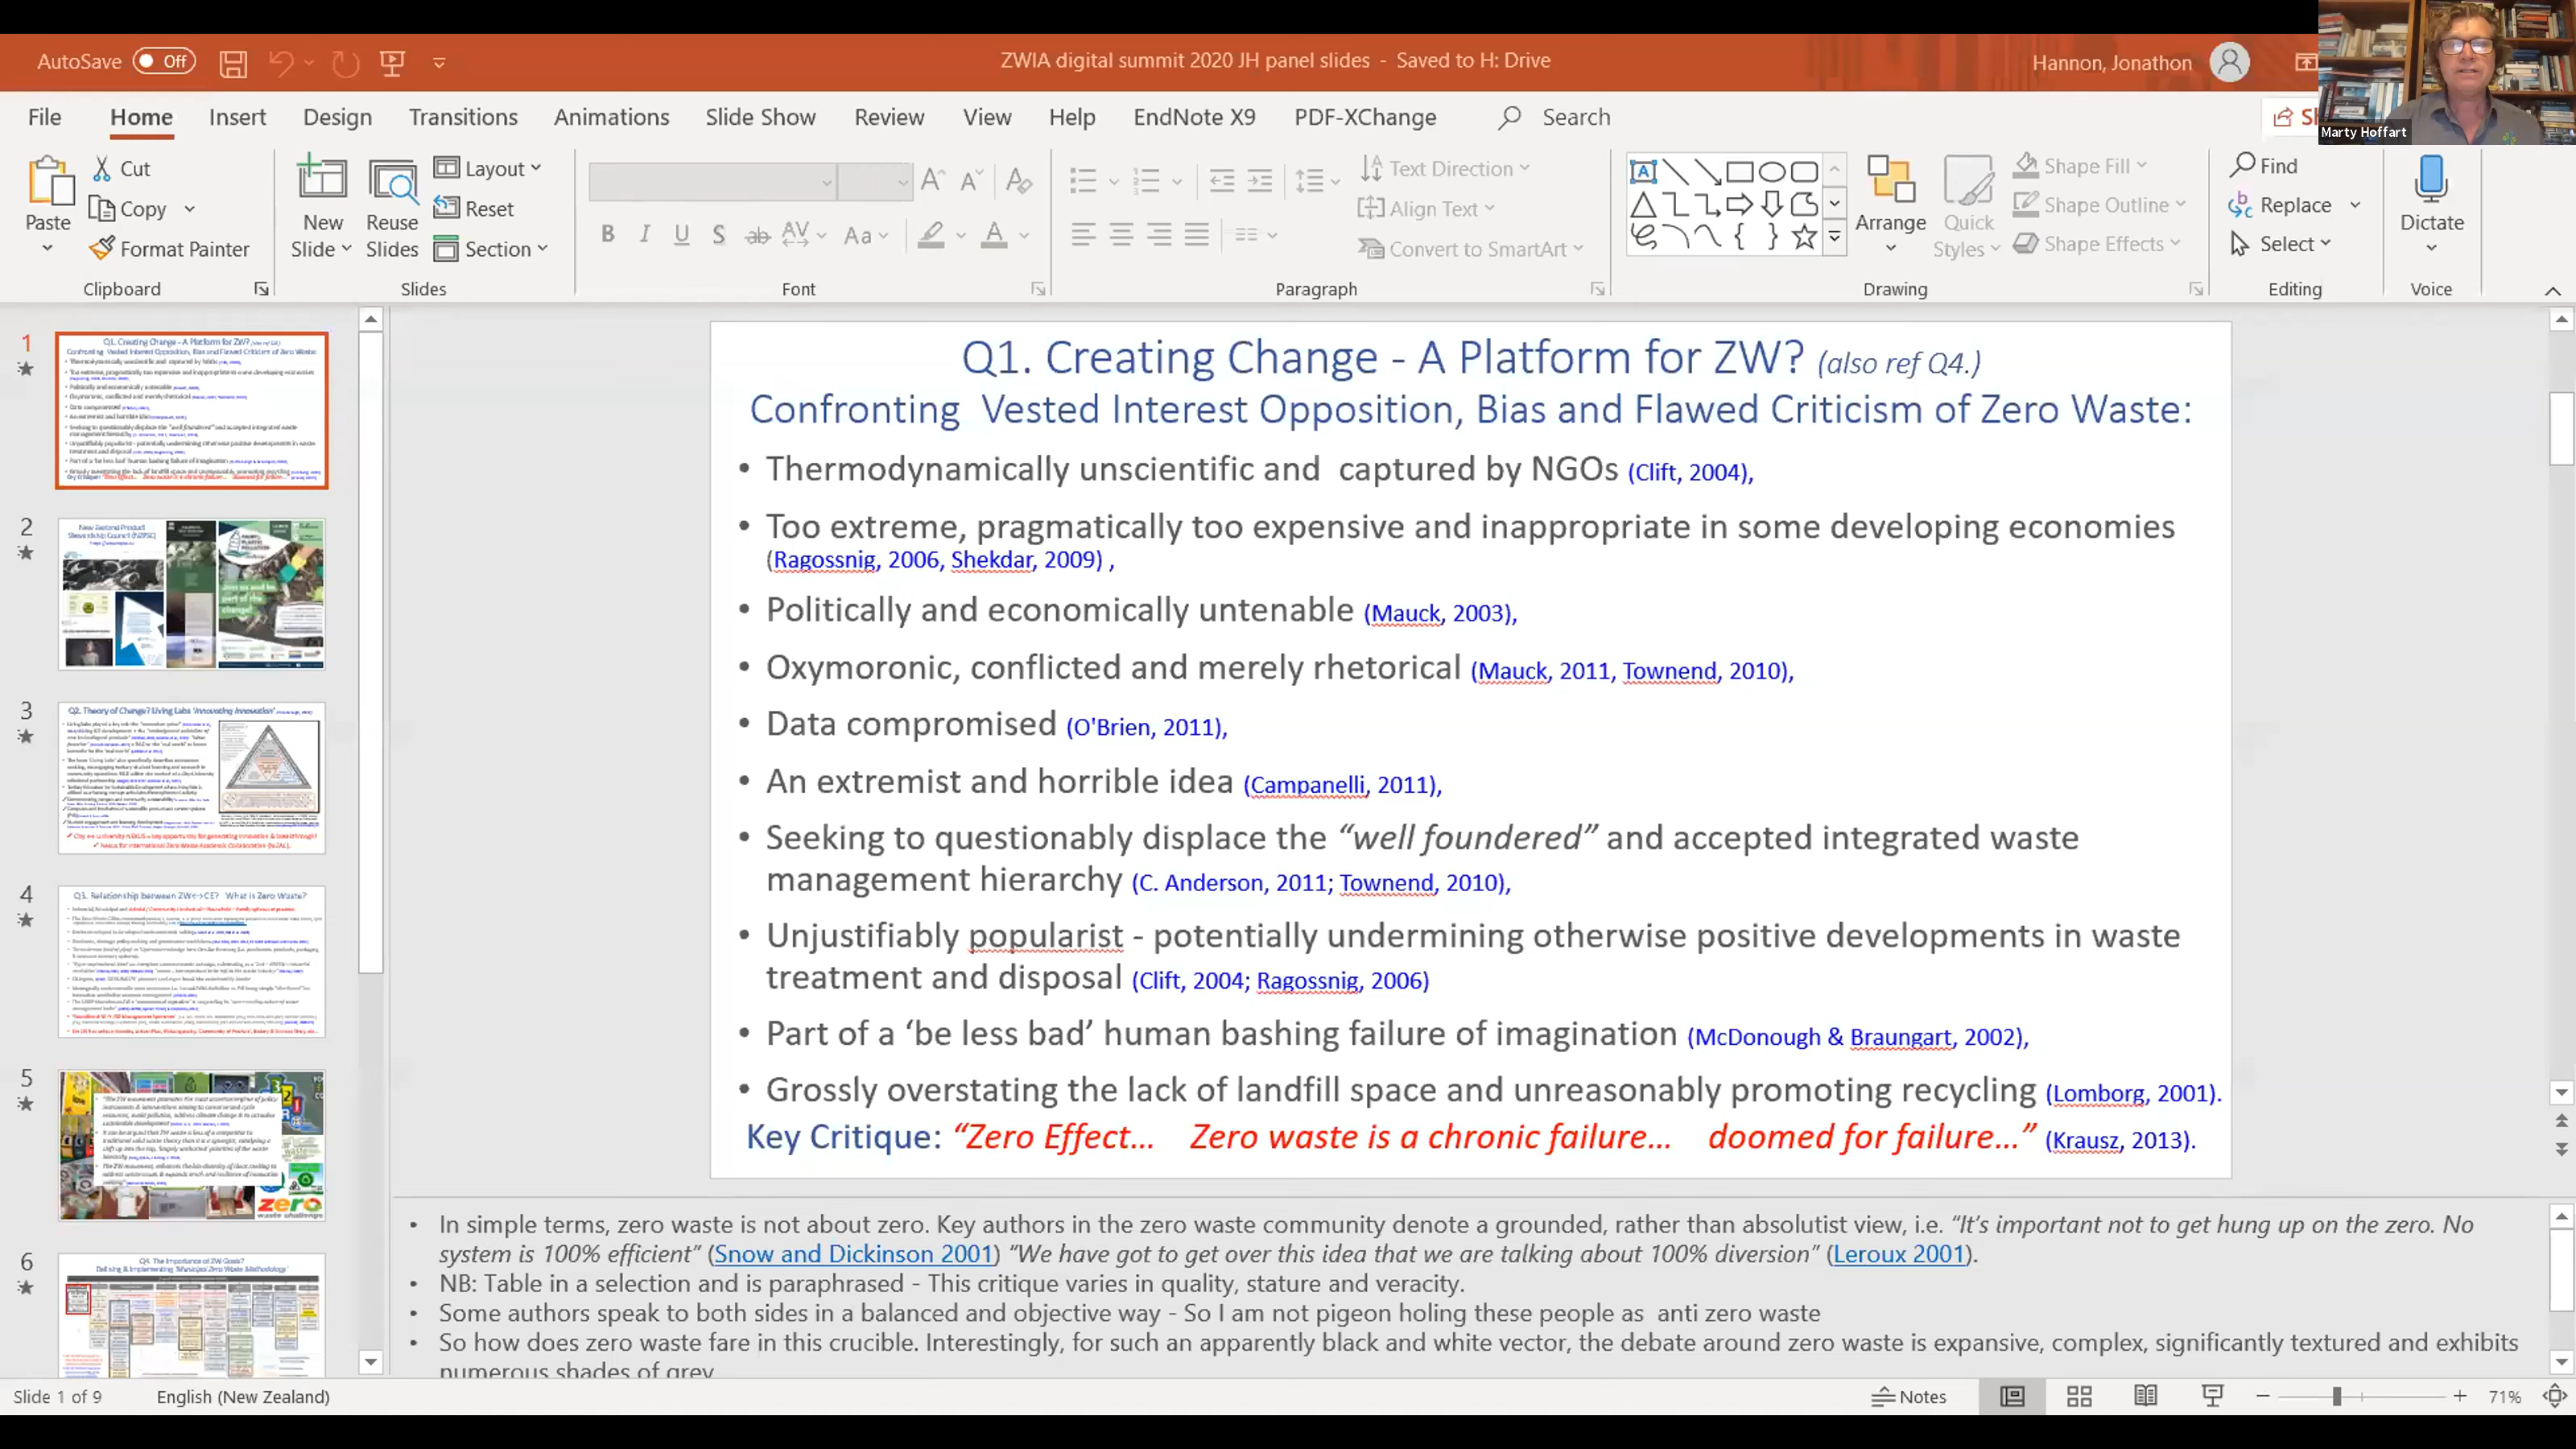 AutoSave Off
ZWIA digital summit 2020 JH panel slides - Saved to H: Drive
Hannon, Jonathon
Marty Hoffart
File Home Insert Design Transitions Animations Slide Show Review View Help EndNote X9 PDF-XChange Search
Paste
Cut
Copy
Format Painter
Clipboard
New Slide
Reuse Slides
Layout
Reset
Section
Slides
Font
Text Direction
Align Text
Convert to SmartArt
Paragraph
Arrange
Quick Styles
Shape Fill
Shape Outline
Shape Effects
Drawing
Find
Replace
Select
Editing
Dictate
Voice
1
2
3
4
5
6
Q1. Creating Change - A Platform for ZW? (also ref Q4.)
Confronting Vested Interest Opposition, Bias and Flawed Criticism of Zero Waste:
• Thermodynamically unscientific and captured by NGOs (Clift, 2004),
• Too extreme, pragmatically too expensive and inappropriate in some developing economies
(Ragossnig, 2006, Shekdar, 2009) ,
• Politically and economically untenable (Mauck, 2003),
• Oxymoronic, conflicted and merely rhetorical (Mauck, 2011, Townend, 2010),
• Data compromised (O'Brien, 2011),
• An extremist and horrible idea (Campanelli, 2011),
• Seeking to questionably displace the “well foundered” and accepted integrated waste
management hierarchy (C. Anderson, 2011; Townend, 2010),
• Unjustifiably popularist - potentially undermining otherwise positive developments in waste
treatment and disposal (Clift, 2004; Ragossnig, 2006)
• Part of a ‘be less bad’ human bashing failure of imagination (McDonough & Braungart, 2002),
• Grossly overstating the lack of landfill space and unreasonably promoting recycling (Lomborg, 2001).
Key Critique: “Zero Effect… Zero waste is a chronic failure… doomed for failure…” (Krausz, 2013).
• In simple terms, zero waste is not about zero. Key authors in the zero waste community denote a grounded, rather than absolutist view, i.e. “It’s important not to get hung up on the zero. No
system is 100% efficient” (Snow and Dickinson 2001) “We have got to get over this idea that we are talking about 100% diversion” (Leroux 2001).
• NB: Table in a selection and is paraphrased - This critique varies in quality, stature and veracity.
• Some authors speak to both sides in a balanced and objective way - So I am not pigeon holing these people as anti zero waste
• So how does zero waste fare in this crucible. Interestingly, for such an apparently black and white vector, the debate around zero waste is expansive, complex, significantly textured and exhibits
numerous shades of grey
Slide 1 of 9
English (New Zealand)
Notes
71%